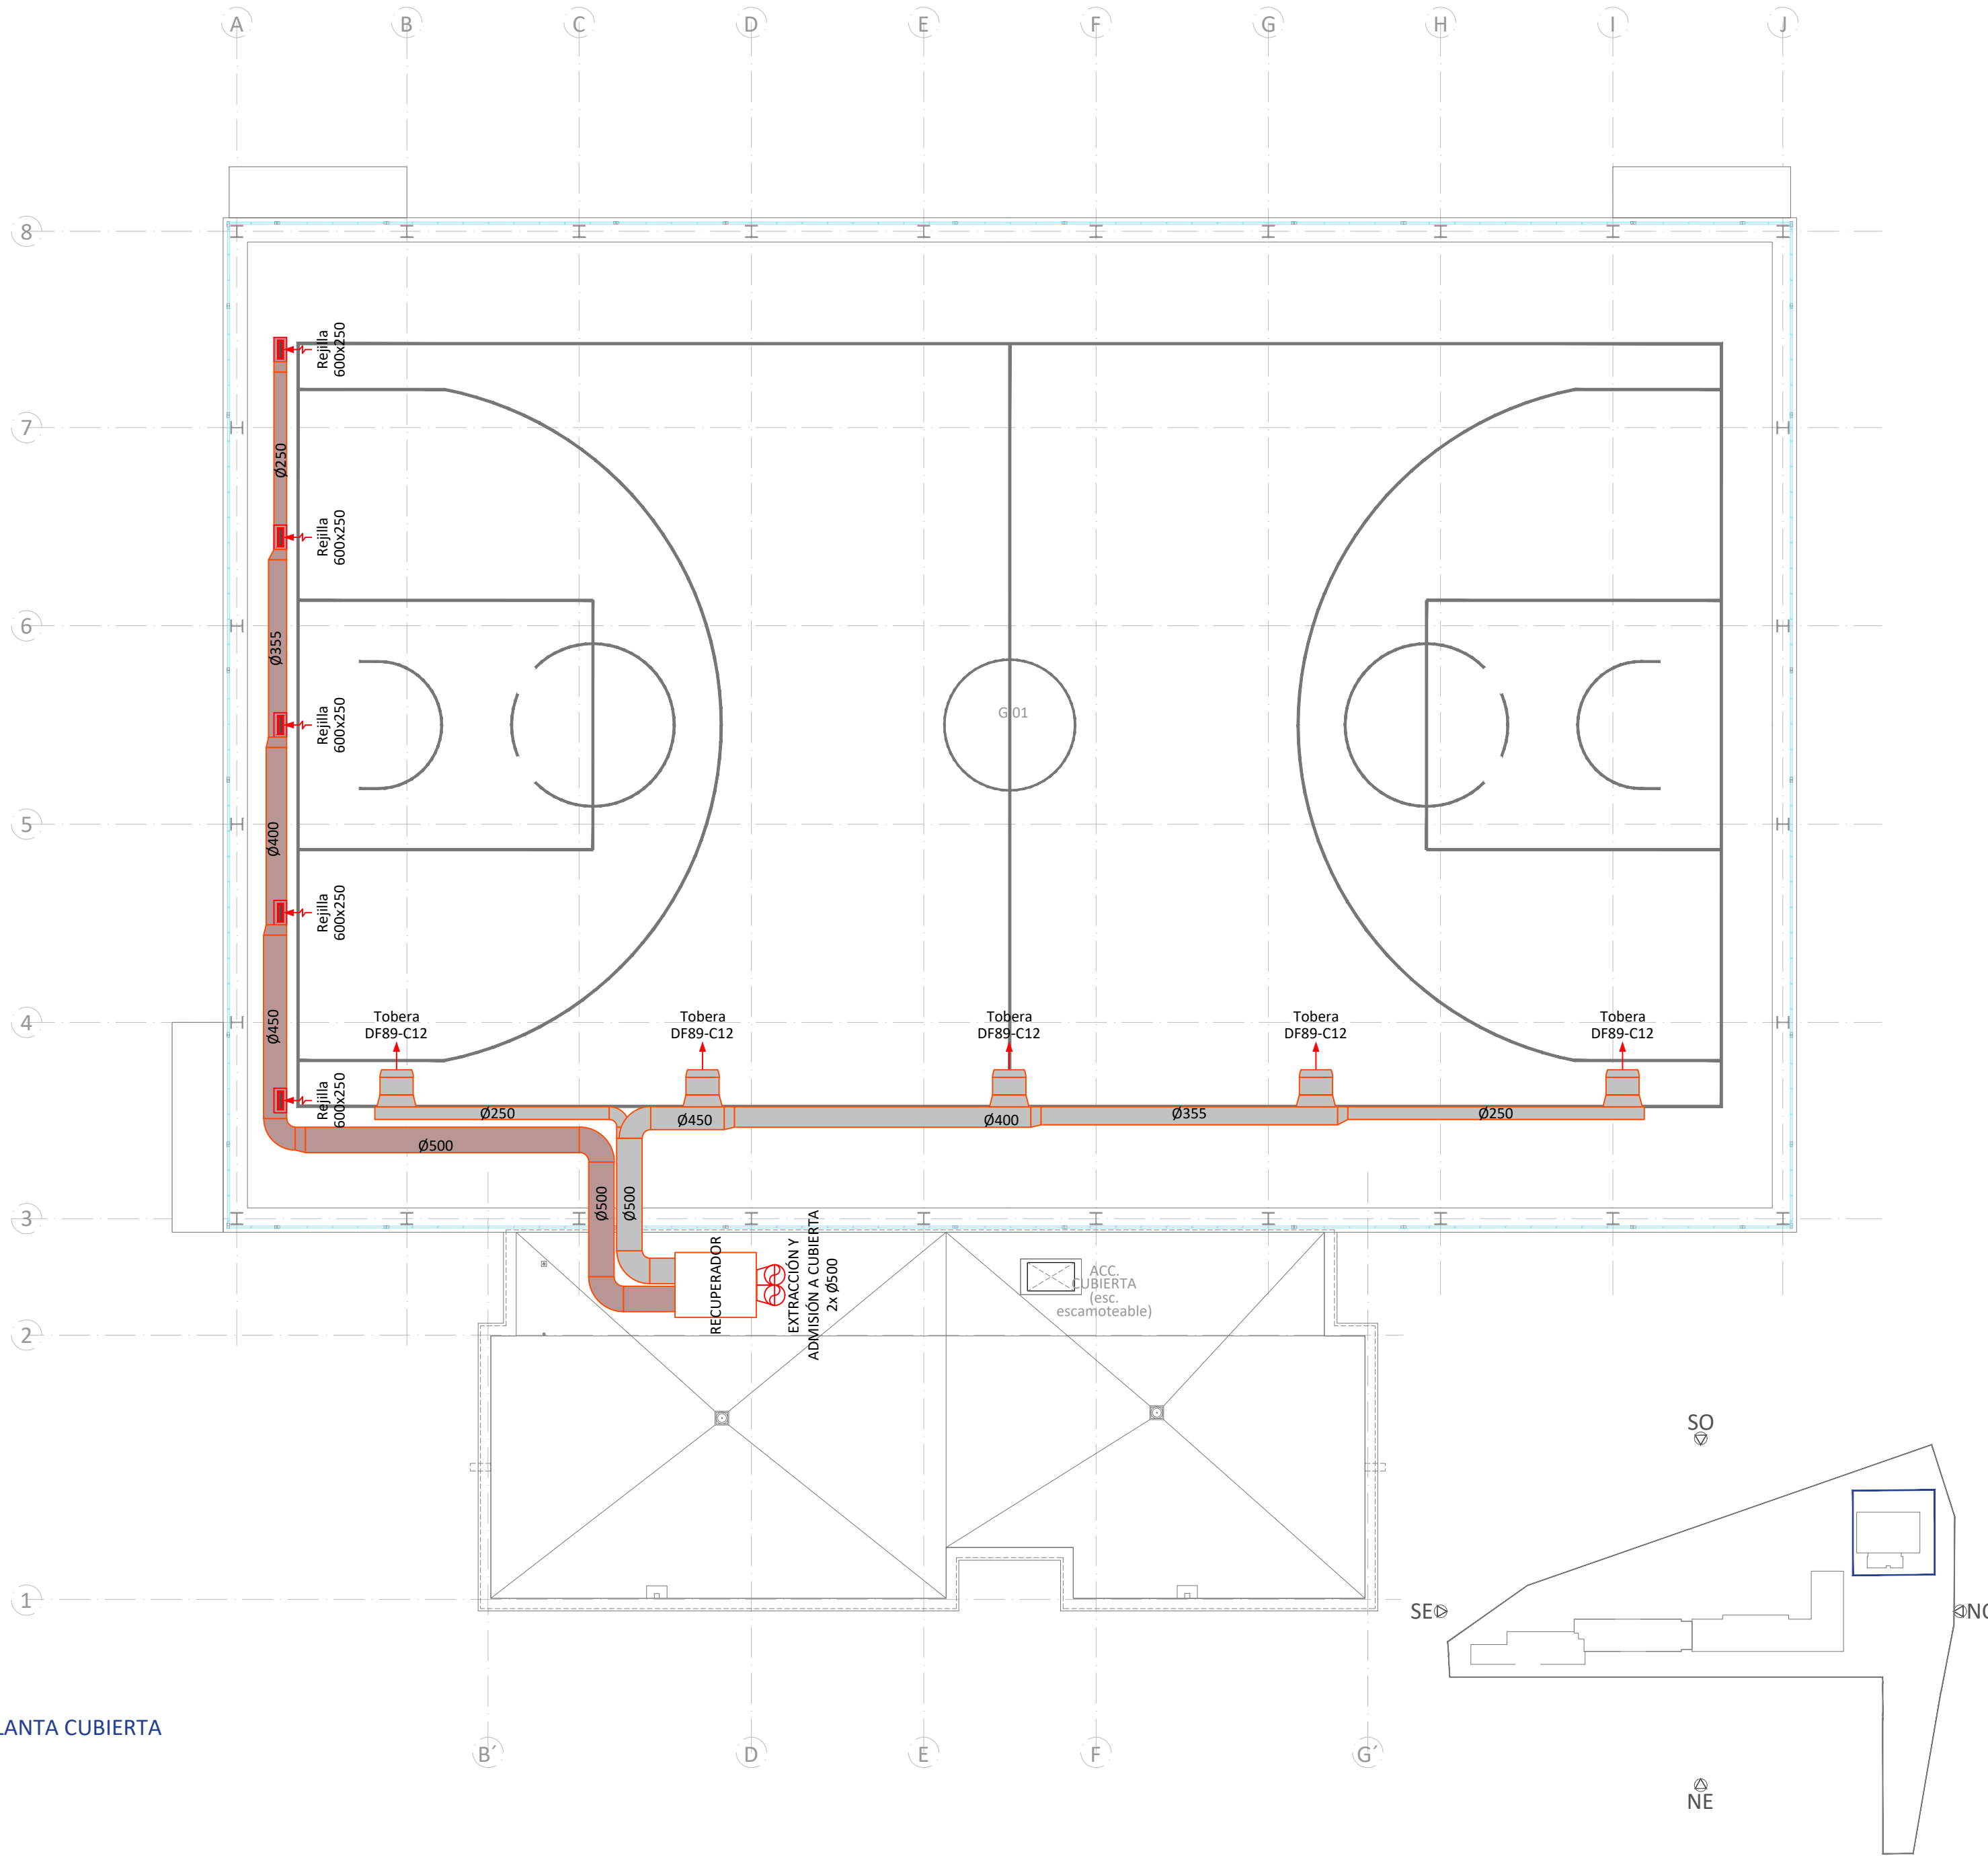 A
B
C
D
E
F
G
H
I
J
8
7
6
5
4
3
2
1
Rejilla
600x250
Ø250
Rejilla
600x250
Ø355
Rejilla
600x250
Ø400
Rejilla
600x250
Ø450
Rejilla
600x250
G 01
Tobera
DF89-C12
Tobera
DF89-C12
Tobera
DF89-C12
Tobera
DF89-C12
Tobera
DF89-C12
Ø250
Ø450
Ø400
Ø355
Ø250
Ø500
Ø500
Ø500
RECUPERADOR
EXTRACCIÓN Y
ADMISIÓN A CUBIERTA
2x Ø500
ACC.
CUBIERTA
(esc.
escamoteable)
SO
SE
NE
LANTA CUBIERTA
B´
D
E
F
G´